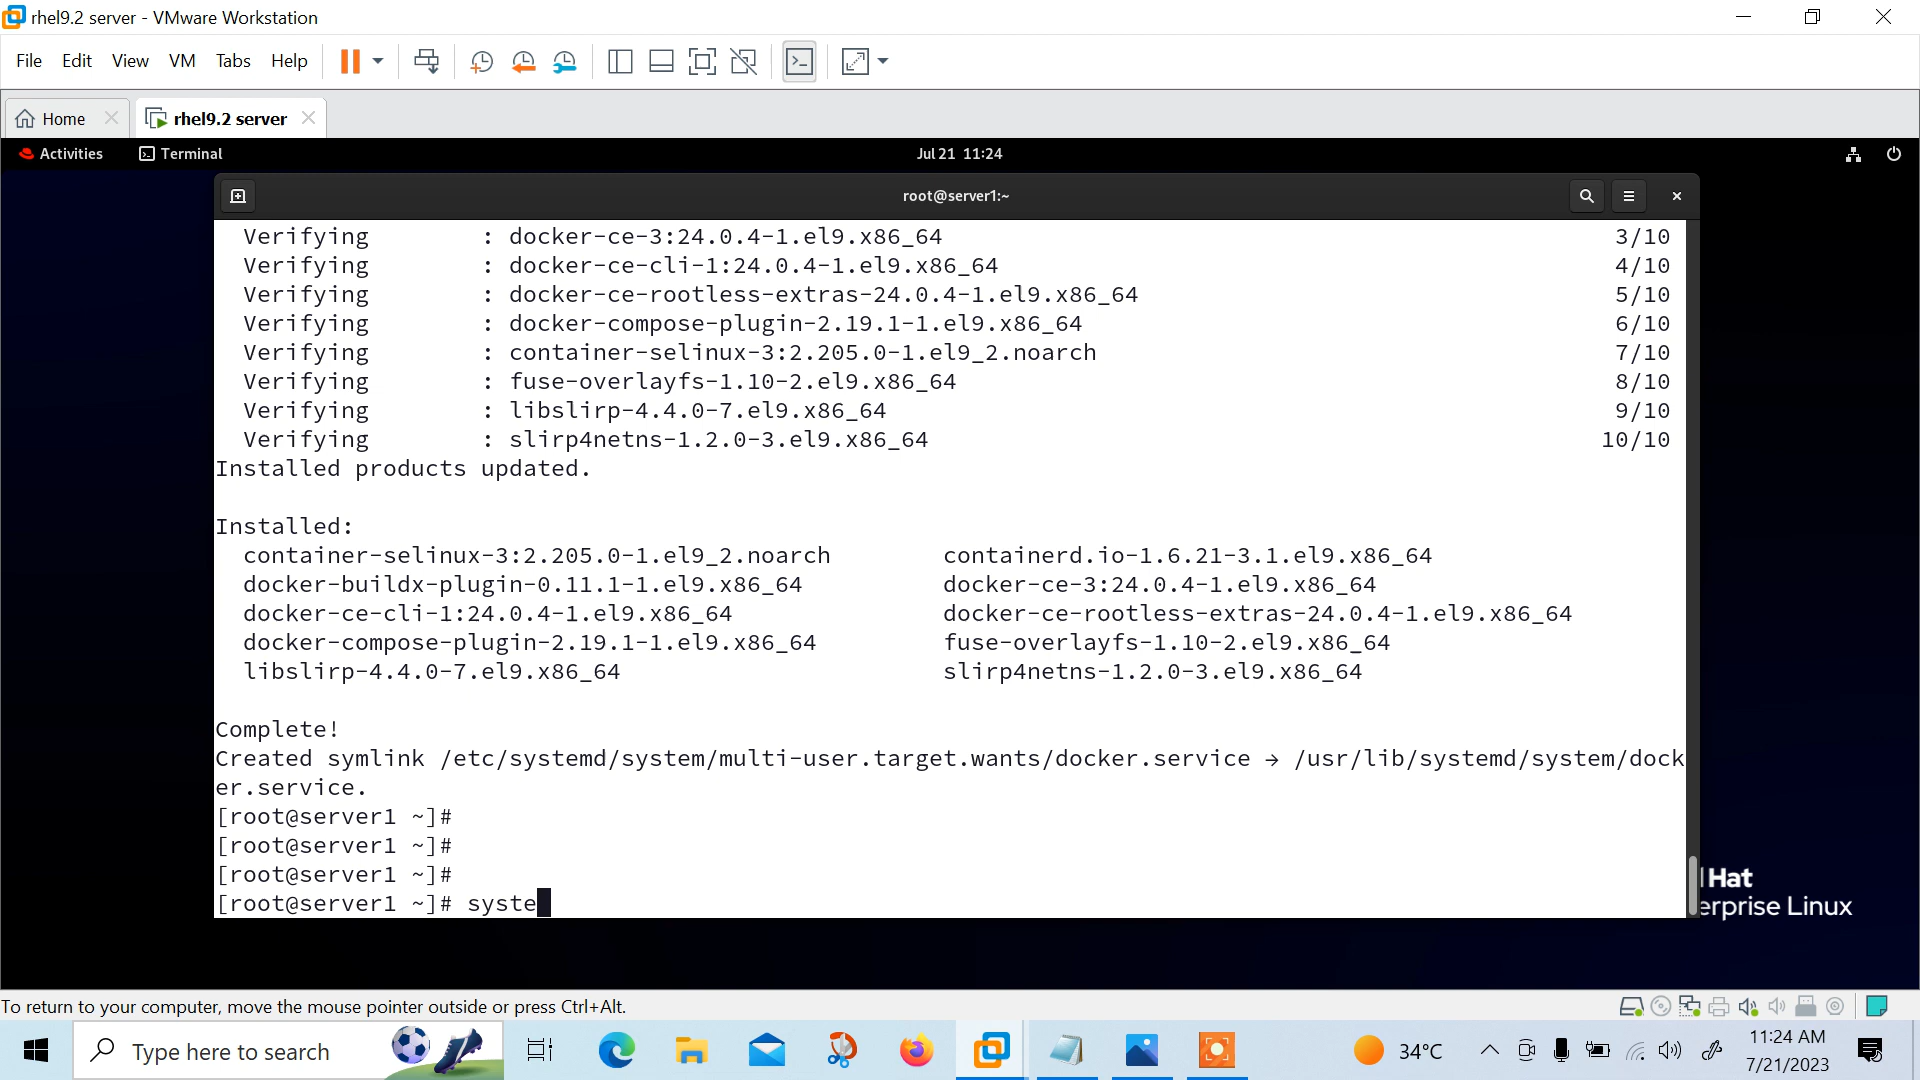 rhel9.2 server - VMware Workstation
File Edit View VM Tabs Help
Home
rhel9.2 server
Activities Terminal Jul 21 11:24
root@server1:~
Verifying : docker-ce-3:24.0.4-1.el9.x86_64 3/10
Verifying : docker-ce-cli-1:24.0.4-1.el9.x86_64 4/10
Verifying : docker-ce-rootless-extras-24.0.4-1.el9.x86_64 5/10
Verifying : docker-compose-plugin-2.19.1-1.el9.x86_64 6/10
Verifying : container-selinux-3:2.205.0-1.el9_2.noarch 7/10
Verifying : fuse-overlayfs-1.10-2.el9.x86_64 8/10
Verifying : libslirp-4.4.0-7.el9.x86_64 9/10
Verifying : slirp4netns-1.2.0-3.el9.x86_64 10/10
Installed products updated.
Installed:
container-selinux-3:2.205.0-1.el9_2.noarch containerd.io-1.6.21-3.1.el9.x86_64
docker-buildx-plugin-0.11.1-1.el9.x86_64 docker-ce-3:24.0.4-1.el9.x86_64
docker-ce-cli-1:24.0.4-1.el9.x86_64 docker-ce-rootless-extras-24.0.4-1.el9.x86_64
docker-compose-plugin-2.19.1-1.el9.x86_64 fuse-overlayfs-1.10-2.el9.x86_64
libslirp-4.4.0-7.el9.x86_64 slirp4netns-1.2.0-3.el9.x86_64
Complete!
Created symlink /etc/systemd/system/multi-user.target.wants/docker.service → /usr/lib/systemd/system/dock
er.service.
[root@server1 ~]#
[root@server1 ~]#
[root@server1 ~]#
[root@server1 ~]# syste
Hat
erprise Linux
To return to your computer, move the mouse pointer outside or press Ctrl+Alt.
Type here to search
34°C
11:24 AM
7/21/2023